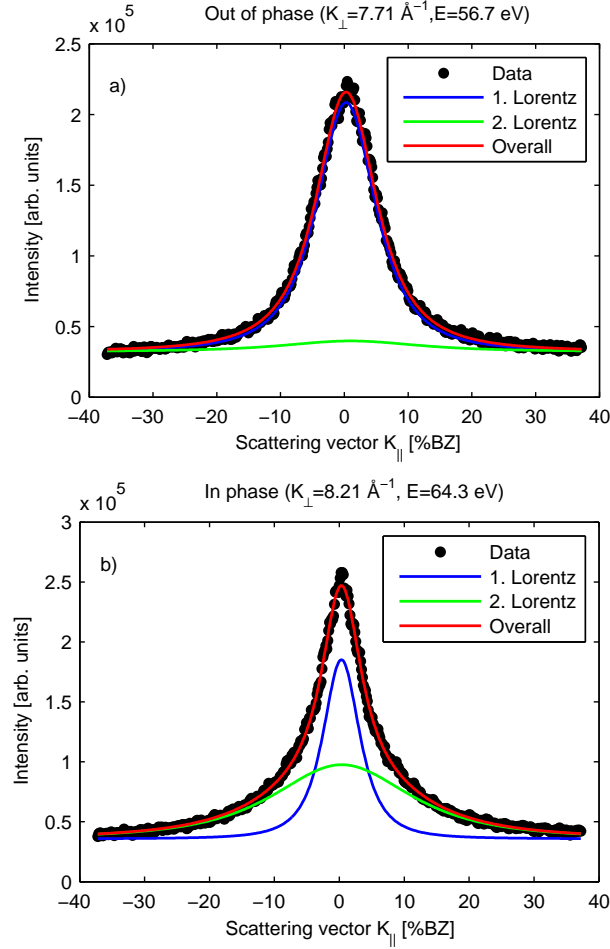 Out of phase (K⊥=7.71 Å⁻¹,E=56.7 eV)
x 10⁵
2.5
2
1.5
1
0.5
0
a)
Data
1. Lorentz
2. Lorentz
Overall
Intensity [arb. units]
−40 −30 −20 −10 0 10 20 30 40
Scattering vector K|| [%BZ]
In phase (K⊥=8.21 Å⁻¹, E=64.3 eV)
x 10⁵
3
2.5
2
1.5
1
0.5
0
b)
Data
1. Lorentz
2. Lorentz
Overall
Intensity [arb. units]
−40 −30 −20 −10 0 10 20 30 40
Scattering vector K|| [%BZ]